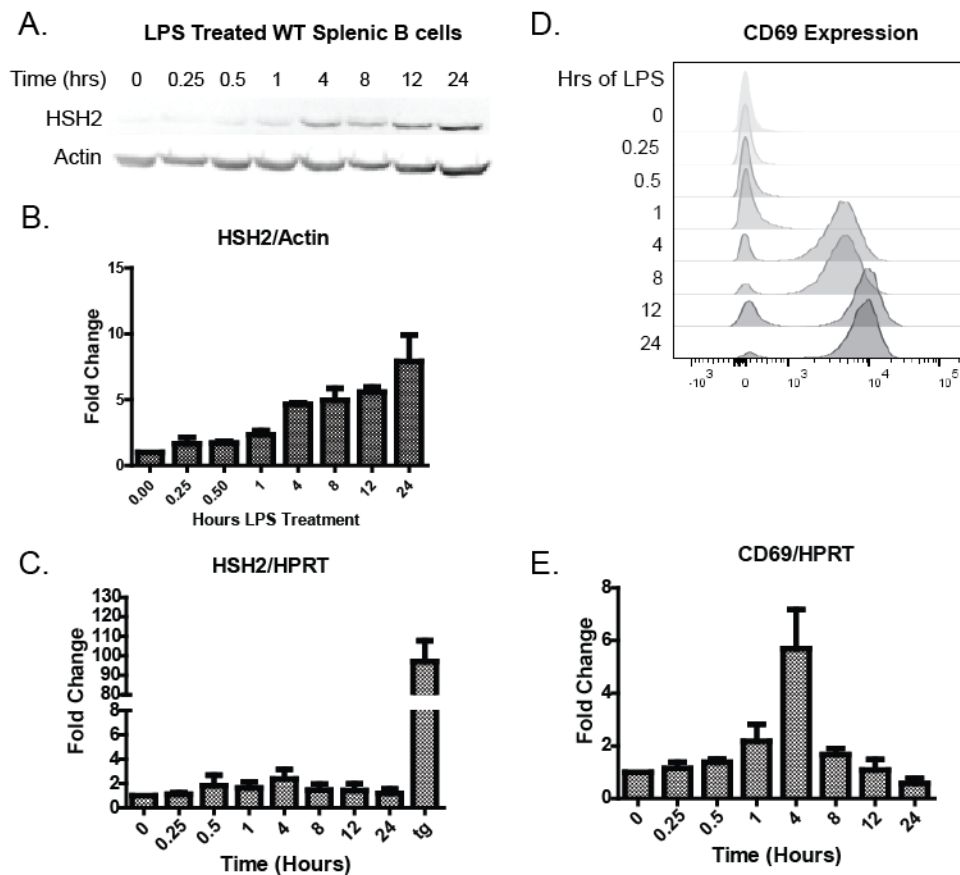 A.
LPS Treated WT Splenic B cells
Time (hrs) 0 0.25 0.5 1 4 8 12 24
HSH2
Actin
B.
HSH2/Actin
Fold Change
15
10
5
0
0.00 0.25 0.50 1 4 8 12 24
Hours LPS Treatment
C.
HSH2/HPRT
Fold Change
130
120
110
100
90
80
8
6
4
2
0
0 0.25 0.5 1 4 8 12 24 tg
Time (Hours)
D.
CD69 Expression
Hrs of LPS
0
0.25
0.5
1
4
8
12
24
-10³ 0 10³ 10⁴ 10⁵
E.
CD69/HPRT
Fold Change
8
6
4
2
0
0 0.25 0.5 1 4 8 12 24
Time (Hours)